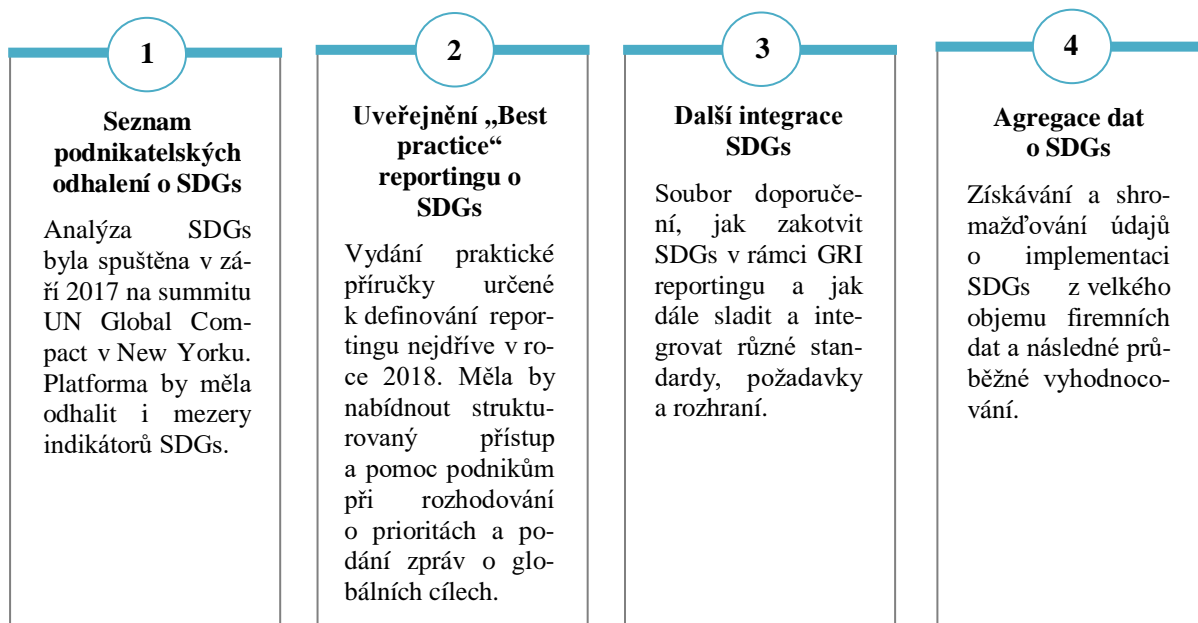 1
Seznam
podnikatelských
odhalení o SDGs
Analýza SDGs
byla spuštěna v zá-
ří 2017 na summitu
UN Global Com-
pact v New Yorku.
Platforma by měla
odhalit i mezery
indikátorů SDGs.
2
Uveřejnění „Best
practice“
reportingu o
SDGs
Vydání praktické
příručky určené
k definování repor-
tingu nejdříve v ro-
ce 2018. Měla by
nabídnout struktu-
rovaný přístup
a pomoc podnikům
při rozhodování
o prioritách a po-
dání zpráv o glo-
bálních cílech.
3
Další integrace
SDGs
Soubor doporuče-
ní, jak zakotvit
SDGs v rámci GRI
reportingu a jak
dále sladit a inte-
grovat různé stan-
dardy, požadavky
a rozhraní.
4
Agregace dat
o SDGs
Získávání a shro-
mažďování údajů
o implementaci
SDGs z velkého
objemu firemních
dat a následné prů-
běžné vyhodnoco-
vání.